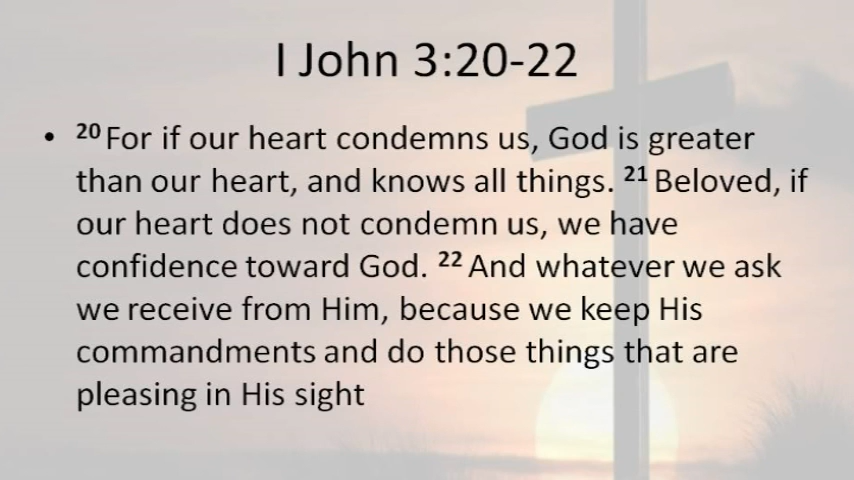 I John 3:20-22
• 20 For if our heart condemns us, God is greater
than our heart, and knows all things. 21 Beloved, if
our heart does not condemn us, we have
confidence toward God. 22 And whatever we ask
we receive from Him, because we keep His
commandments and do those things that are
pleasing in His sight